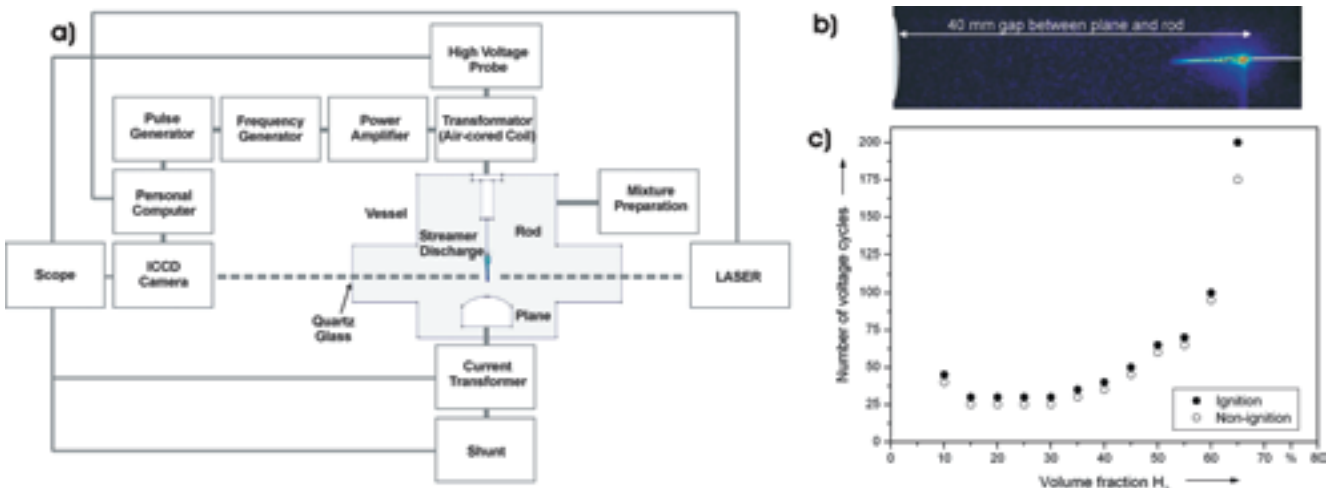 a)
High Voltage
Probe
Pulse
Generator
Frequency
Generator
Power
Amplifier
Transformator
(Air-cored Coil)
Personal
Computer
Vessel
Streamer
Discharge
Rod
Mixture
Preparation
Scope
ICCD
Camera
LASER
Quartz
Glass
Plane
Current
Transformer
Shunt
b)
40 mm gap between plane and rod
c)
Number of voltage cycles
200
175
150
125
100
75
50
25
0
Ignition
Non-ignition
0 10 20 30 40 50 60 70 % 80
Volume fraction H